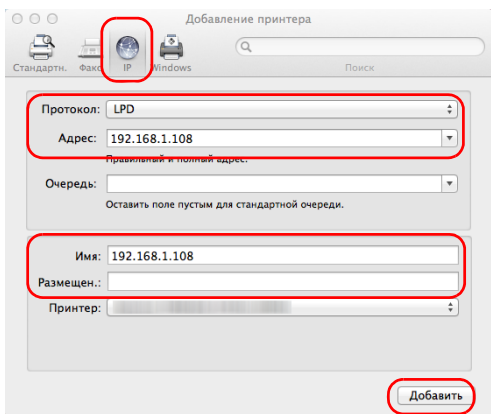 Добавление принтера
Стандартн. Факс IP Windows Поиск
Протокол: LPD
Адрес: 192.168.1.108
Правильный и полный адрес.
Очередь:
Оставить поле пустым для стандартной очереди.
Имя: 192.168.1.108
Размещен.:
Принтер:
Добавить